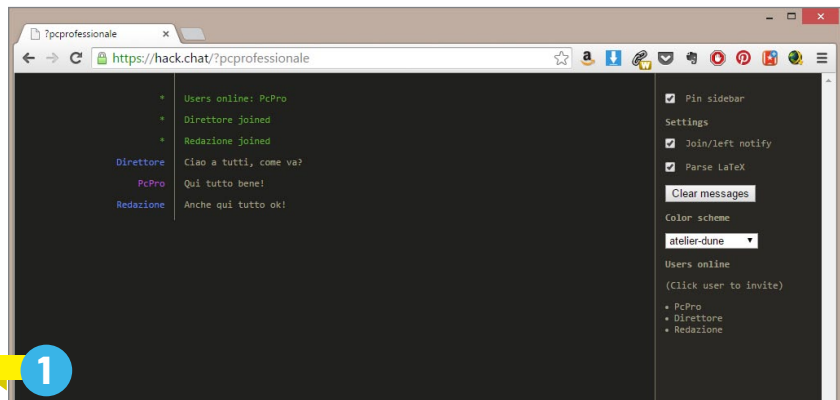 ?pcprofessionale
https://hack.chat/?pcprofessionale
* Users online: PcPro
* Direttore joined
* Redazione joined
Direttore Ciao a tutti, come va?
PcPro Qui tutto bene!
Redazione Anche qui tutto ok!
Pin sidebar
Settings
Join/left notify
Parse LaTeX
Clear messages
Color scheme
atelier-dune
Users online
(Click user to invite)
• PcPro
• Direttore
• Redazione
1